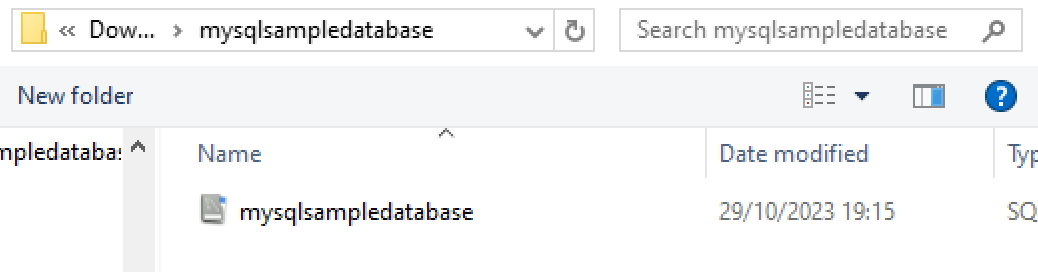 « Dow... > mysqlsampledatabase Search mysqlsampledatabase
New folder
mpledatabas Name Date modified Typ
mysqlsampledatabase 29/10/2023 19:15 SQ